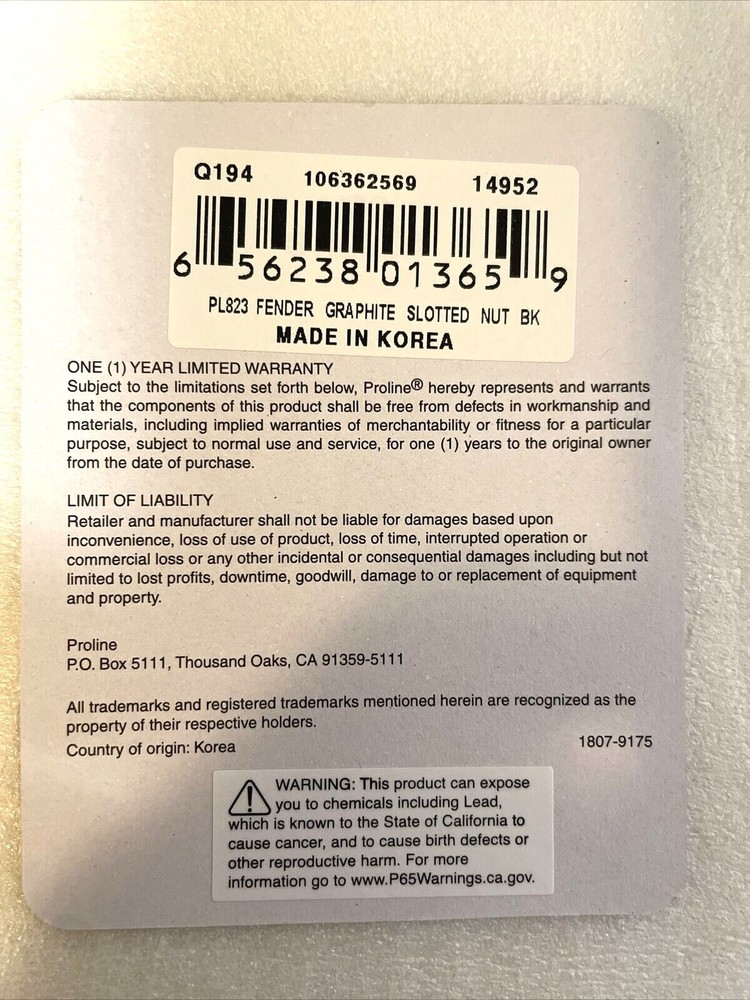 Q194 106362569 14952
6 56238 01365 9
PL823 FENDER GRAPHITE SLOTTED NUT BK
MADE IN KOREA
ONE (1) YEAR LIMITED WARRANTY
Subject to the limitations set forth below, Proline® hereby represents and warrants
that the components of this product shall be free from defects in workmanship and
materials, including implied warranties of merchantability or fitness for a particular
purpose, subject to normal use and service, for one (1) years to the original owner
from the date of purchase.
LIMIT OF LIABILITY
Retailer and manufacturer shall not be liable for damages based upon
inconvenience, loss of use of product, loss of time, interrupted operation or
commercial loss or any other incidental or consequential damages including but not
limited to lost profits, downtime, goodwill, damage to or replacement of equipment
and property.
Proline
P.O. Box 5111, Thousand Oaks, CA 91359-5111
All trademarks and registered trademarks mentioned herein are recognized as the
property of their respective holders.
Country of origin: Korea 1807-9175
WARNING: This product can expose
you to chemicals including Lead,
which is known to the State of California to
cause cancer, and to cause birth defects or
other reproductive harm. For more
information go to www.P65Warnings.ca.gov.